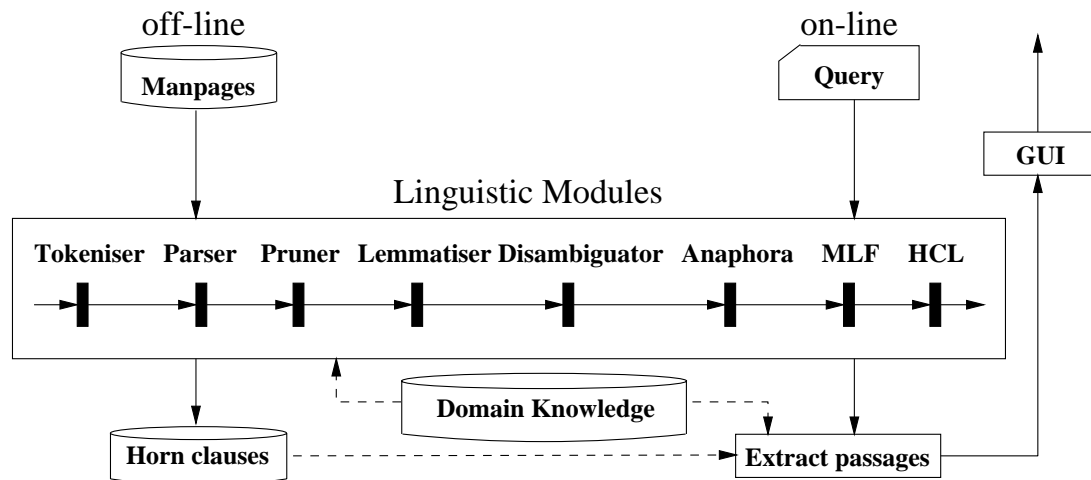 off-line
on-line
Manpages
Query
GUI
Linguistic Modules
Tokeniser Parser Pruner Lemmatiser Disambiguator Anaphora MLF HCL
Domain Knowledge
Horn clauses
Extract passages